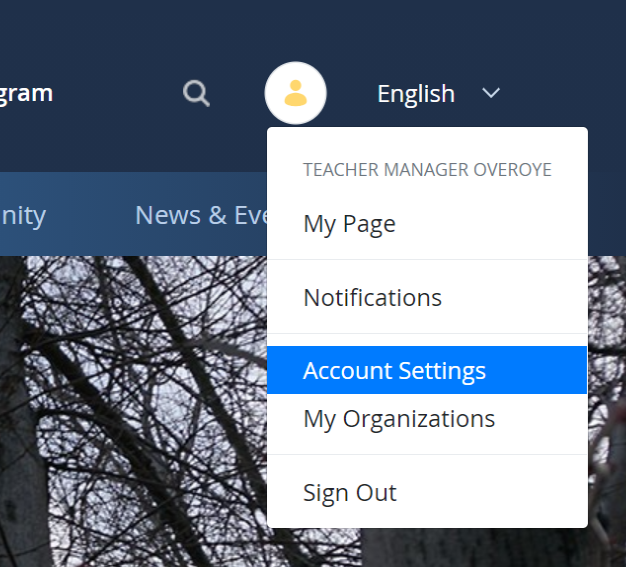 gram
English
TEACHER MANAGER OVEROYE
nity
News & Eve
My Page
Notifications
Account Settings
My Organizations
Sign Out